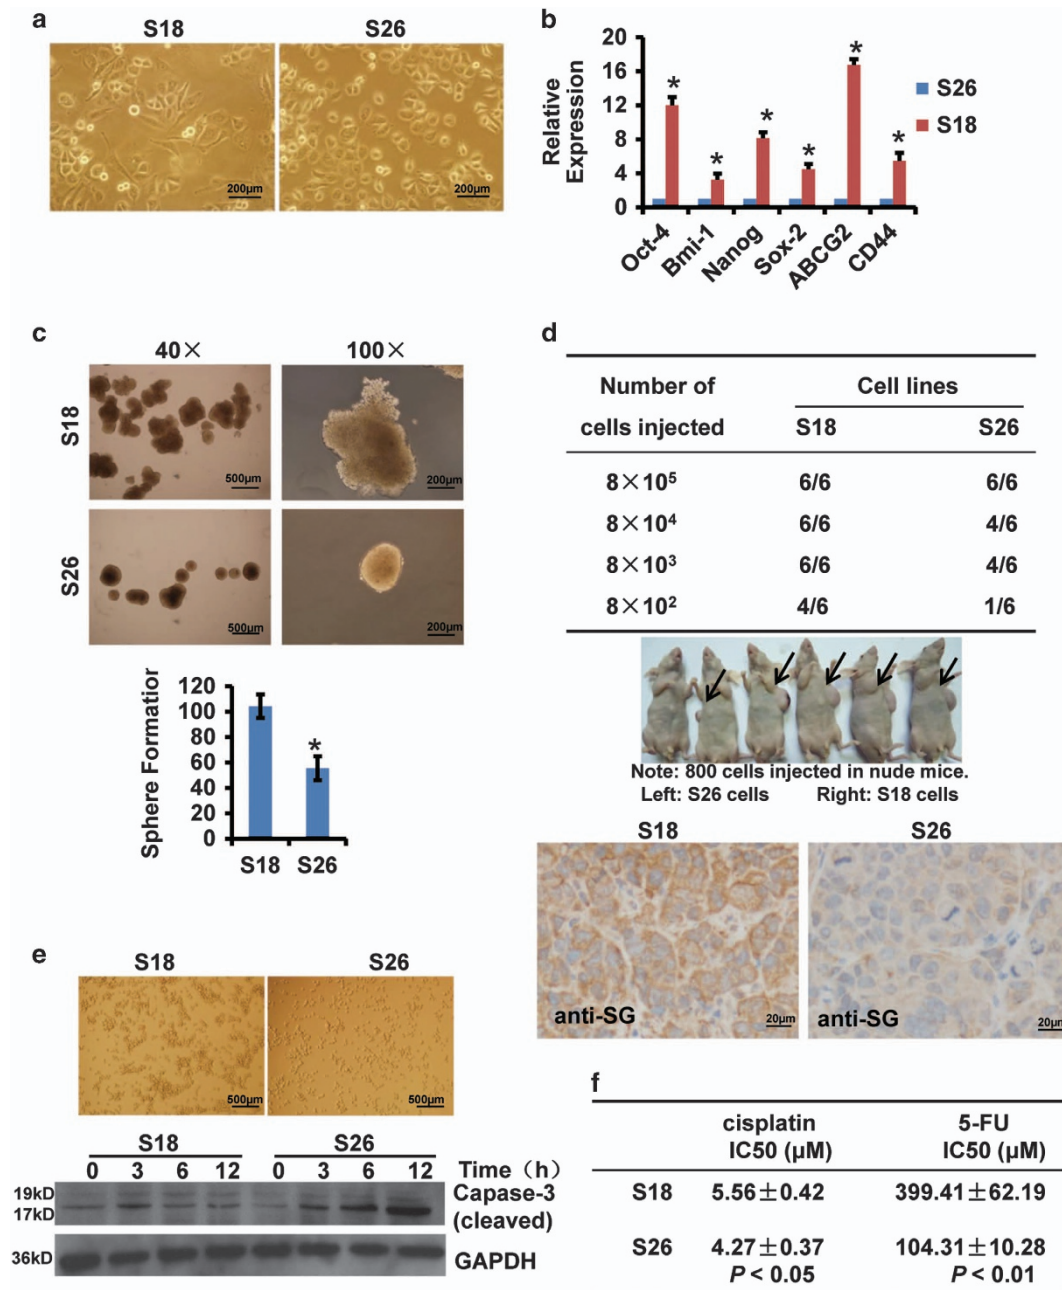 a
S18 S26
200µm 200µm
b
Relative
Expression
20
16
12
8
4
0
* * * * * *
S26
S18
Oct-4 Bmi-1 Nanog Sox-2 ABCG2 CD44
c
40× 100×
S18
500µm 200µm
S26
500µm 200µm
Sphere Formation
120
100
80
60
40
20
0
*
S18 S26
d
Number of Cell lines
cells injected S18 S26
8×10⁵ 6/6 6/6
8×10⁴ 6/6 4/6
8×10³ 6/6 4/6
8×10² 4/6 1/6
Note: 800 cells injected in nude mice.
Left: S26 cells Right: S18 cells
S18 S26
anti-SG 20µm anti-SG 20µm
e
S18 S26
500µm 500µm
S18 S26
0 3 6 12 0 3 6 12 Time (h)
19kD Capase-3
17kD (cleaved)
36kD GAPDH
f
cisplatin 5-FU
IC50 (µM) IC50 (µM)
S18 5.56±0.42 399.41±62.19
S26 4.27±0.37 104.31±10.28
P < 0.05 P < 0.01